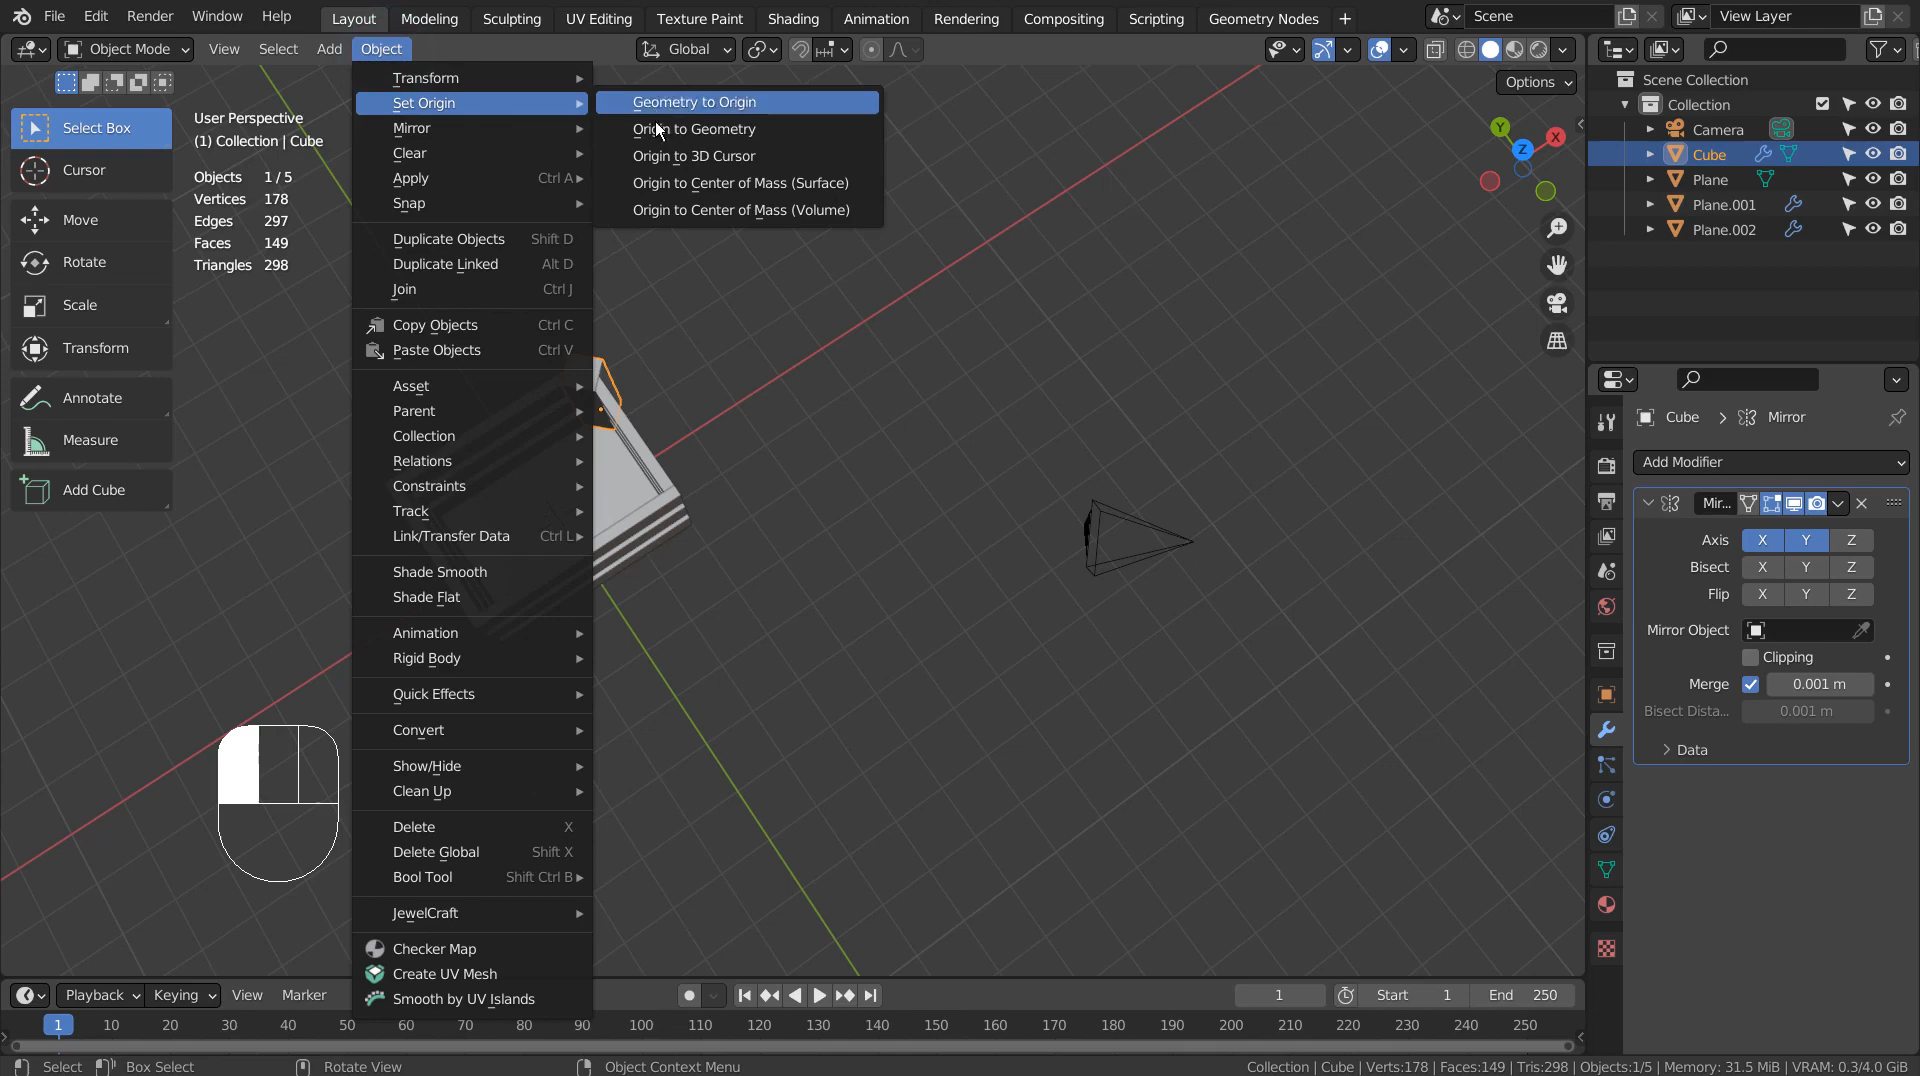 File Edit Render Window Help
Layout Modeling Sculpting UV Editing Texture Paint Shading Animation Rendering Compositing Scripting Geometry Nodes +
Scene
View Layer
Object Mode View Select Add Object
Global
Options
Select Box
Cursor
Move
Rotate
Scale
Transform
Annotate
Measure
Add Cube
User Perspective
(1) Collection | Cube
Objects 1 / 5
Vertices 178
Edges 297
Faces 149
Triangles 298
Transform
Set Origin
Mirror
Clear
Apply Ctrl A
Snap
Duplicate Objects Shift D
Duplicate Linked Alt D
Join Ctrl J
Copy Objects Ctrl C
Paste Objects Ctrl V
Asset
Parent
Collection
Relations
Constraints
Track
Link/Transfer Data Ctrl L
Shade Smooth
Shade Flat
Animation
Rigid Body
Quick Effects
Convert
Show/Hide
Clean Up
Delete X
Delete Global Shift X
Bool Tool Shift Ctrl B
JewelCraft
Checker Map
Create UV Mesh
Smooth by UV Islands
Geometry to Origin
Origin to Geometry
Origin to 3D Cursor
Origin to Center of Mass (Surface)
Origin to Center of Mass (Volume)
Y X Z
Scene Collection
Collection
Camera
Cube
Plane
Plane.001
Plane.002
Cube > Mirror
Add Modifier
Mir...
Axis X Y Z
Bisect X Y Z
Flip X Y Z
Mirror Object
Clipping
Merge 0.001 m
Bisect Dista... 0.001 m
Data
Playback Keying View Marker
1 Start 1 End 250
1 10 20 30 40 50 60 70 80 90 100 110 120 130 140 150 160 170 180 190 200 210 220 230 240 250
Select Box Select Rotate View Object Context Menu
Collection | Cube | Verts:178 | Faces:149 | Tris:298 | Objects:1/5 | Memory: 31.5 MiB | VRAM: 0.3/4.0 GiB